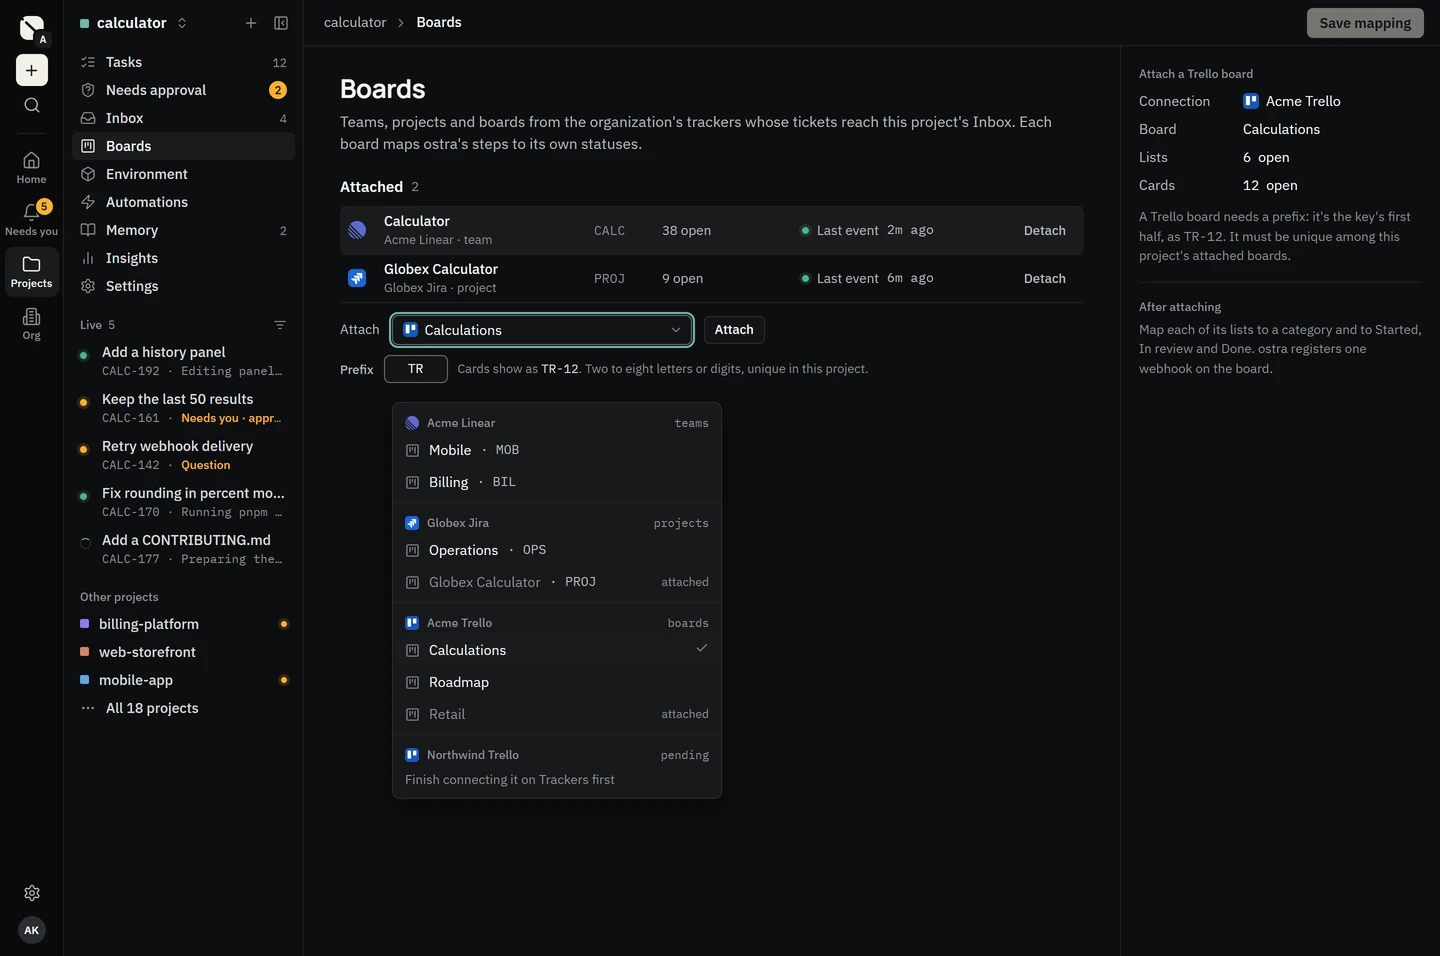 calculator
Tasks 12
Needs approval 2
Inbox 4
Boards
Environment
Automations
Memory 2
Insights
Settings
Live 5
Add a history panel
CALC-192 · Editing panel…
Keep the last 50 results
CALC-161 · Needs you · appr…
Retry webhook delivery
CALC-142 · Question
Fix rounding in percent mo…
CALC-170 · Running pnpm …
Add a CONTRIBUTING.md
CALC-177 · Preparing the…
Other projects
billing-platform
web-storefront
mobile-app
All 18 projects
A
Home
5
Needs you
Projects
Org
AK
calculator > Boards
Save mapping
Boards
Teams, projects and boards from the organization's trackers whose tickets reach this project's Inbox. Each
board maps ostra's steps to its own statuses.
Attached 2
Calculator
Acme Linear · team
CALC 38 open Last event 2m ago Detach
Globex Calculator
Globex Jira · project
PROJ 9 open Last event 6m ago Detach
Attach Calculations Attach
Prefix TR Cards show as TR-12. Two to eight letters or digits, unique in this project.
Acme Linear teams
Mobile · MOB
Billing · BIL
Globex Jira projects
Operations · OPS
Globex Calculator · PROJ attached
Acme Trello boards
Calculations
Roadmap
Retail attached
Northwind Trello pending
Finish connecting it on Trackers first
Attach a Trello board
Connection Acme Trello
Board Calculations
Lists 6 open
Cards 12 open
A Trello board needs a prefix: it's the key's first
half, as TR-12. It must be unique among this
project's attached boards.
After attaching
Map each of its lists to a category and to Started,
In review and Done. ostra registers one
webhook on the board.